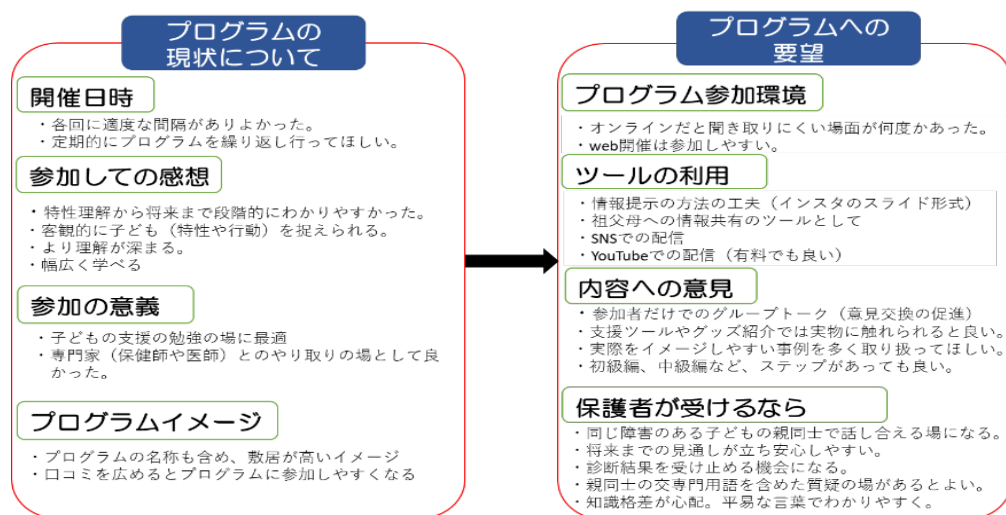 プログラムの
現状について
開催日時
・各回に適度な間隔がありよかった。
・定期的にプログラムを繰り返し行ってほしい。
参加しての感想
・特性理解から将来まで段階的にわかりやすかった。
・客観的に子ども（特性や行動）を捉えられる。
・より理解が深まる。
・幅広く学べる
参加の意義
・子どもの支援の勉強の場に最適
・専門家（保健師や医師）とのやり取りの場として良
かった。
プログラムイメージ
・プログラムの名称も含め、敷居が高いイメージ
・口コミを広めるとプログラムに参加しやすくなる
プログラムへの
要望
プログラム参加環境
・オンラインだと聞き取りにくい場面が何度かあった。
・web開催は参加しやすい。
ツールの利用
・情報提示の方法の工夫（インスタのスライド形式）
・祖父母への情報共有のツールとして
・SNSでの配信
・YouTubeでの配信（有料でも良い）
内容への意見
・参加者だけでのグループトーク（意見交換の促進）
・支援ツールやグッズ紹介では実物に触れられると良い。
・実際をイメージしやすい事例を多く取り扱ってほしい。
・初級編、中級編など、ステップがあっても良い。
保護者が受けるなら
・同じ障害のある子どもの親同士で話し合える場になる。
・将来までの見通しが立ち安心しやすい。
・診断結果を受け止める機会になる。
・親同士の交専門用語を含めた質疑の場があるとよい。
・知識格差が心配。平易な言葉でわかりやすく。